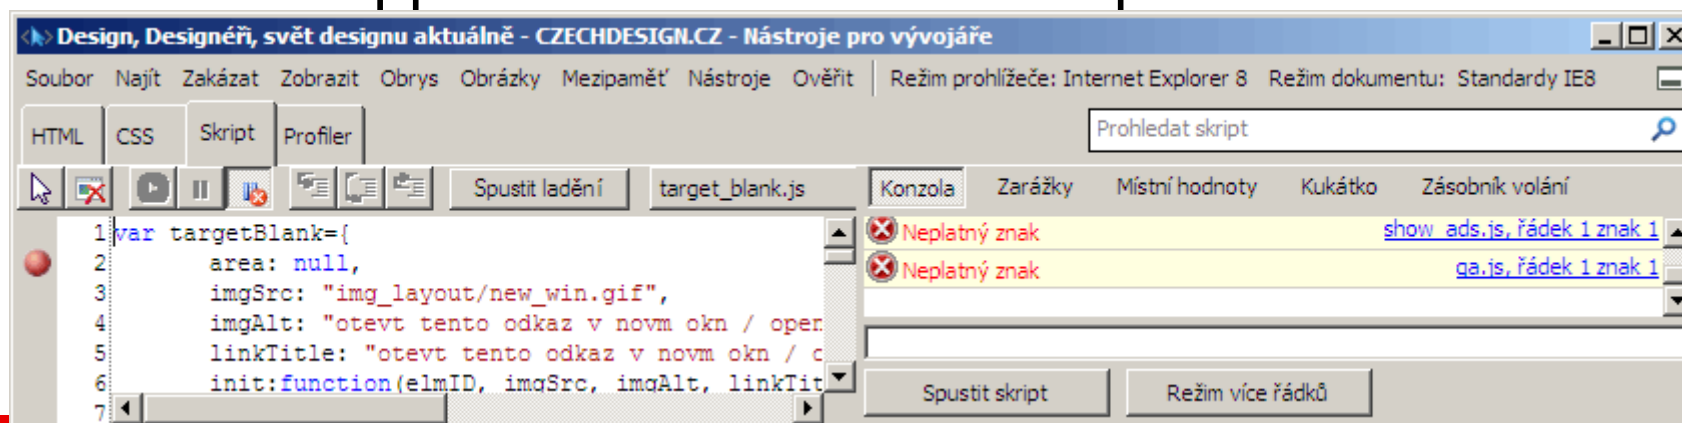 Design, Designéři, svět designu aktuálně - CZECHDESIGN.CZ - Nástroje pro vývojáře
Soubor Najít Zakázat Zobrazit Obrys Obrázky Mezipaměť Nástroje Ověřit Režim prohlížeče: Internet Explorer 8 Režim dokumentu: Standardy IE8
HTML CSS Skript Profiler Prohledat skript
Spustit ladění target_blank.js Konzola Zarážky Místní hodnoty Kukátko Zásobník volání
1 var targetBlank={
2 area: null,
3 imgSrc: "img_layout/new_win.gif",
4 imgAlt: "otevt tento odkaz v novm okn / open
5 linkTitle: "otevt tento odkaz v novm okn /
6 init:function(elmID, imgSrc, imgAlt, linkTit
7
Neplatný znak show_ads.js, řádek 1 znak 1
Neplatný znak ga.js, řádek 1 znak 1
Spustit skript Režim více řádků